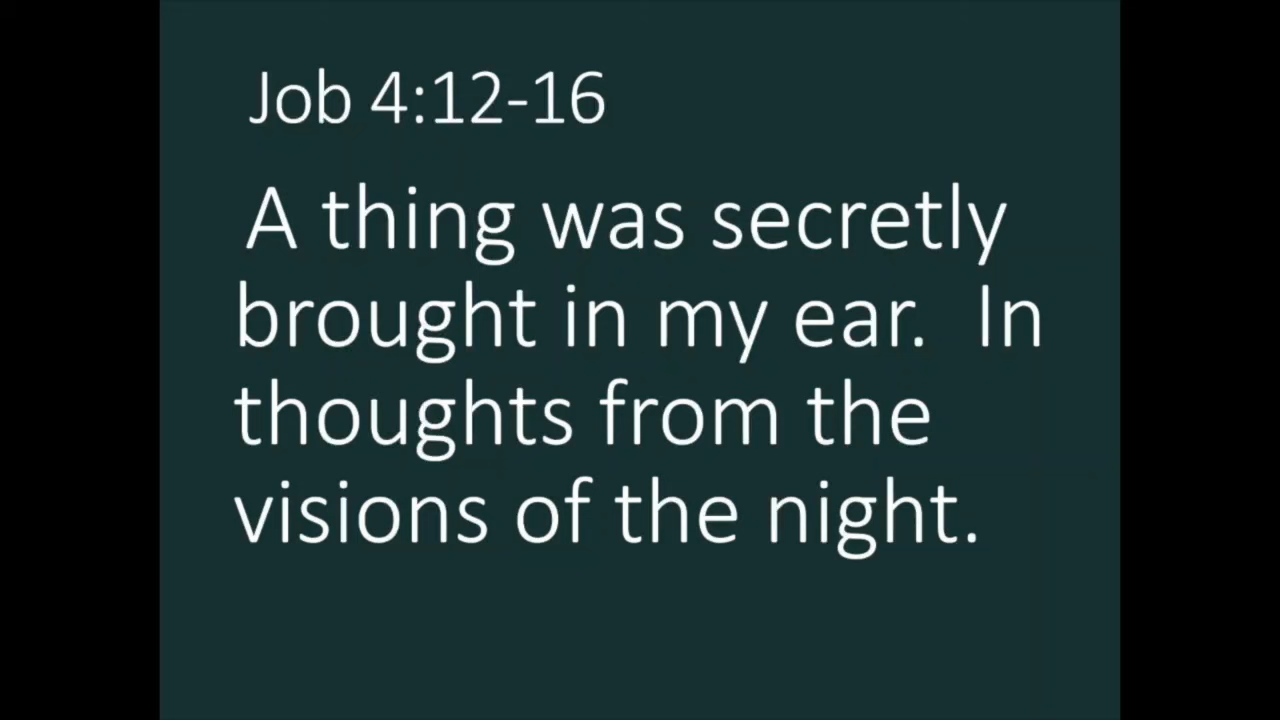 Job 4:12-16
A thing was secretly
brought in my ear.  In
thoughts from the
visions of the night.